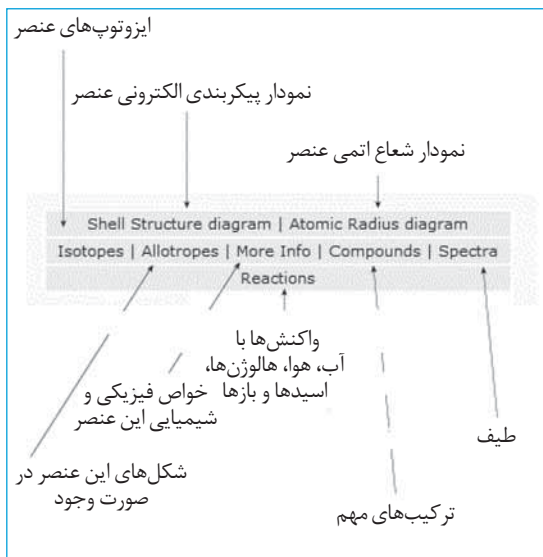 ایزوتوپ‌های عنصر
نمودار پیکربندی الکترونی عنصر
نمودار شعاع اتمی عنصر
Shell Structure diagram | Atomic Radius diagram
Isotopes | Allotropes | More Info | Compounds | Spectra
Reactions
واکنش‌ها با
آب، هوا، هالوژن‌ها،
اسیدها و بازها
خواص فیزیکی و
شیمیایی این عنصر
طیف
شکل‌های این عنصر در
صورت وجود
ترکیب‌های مهم